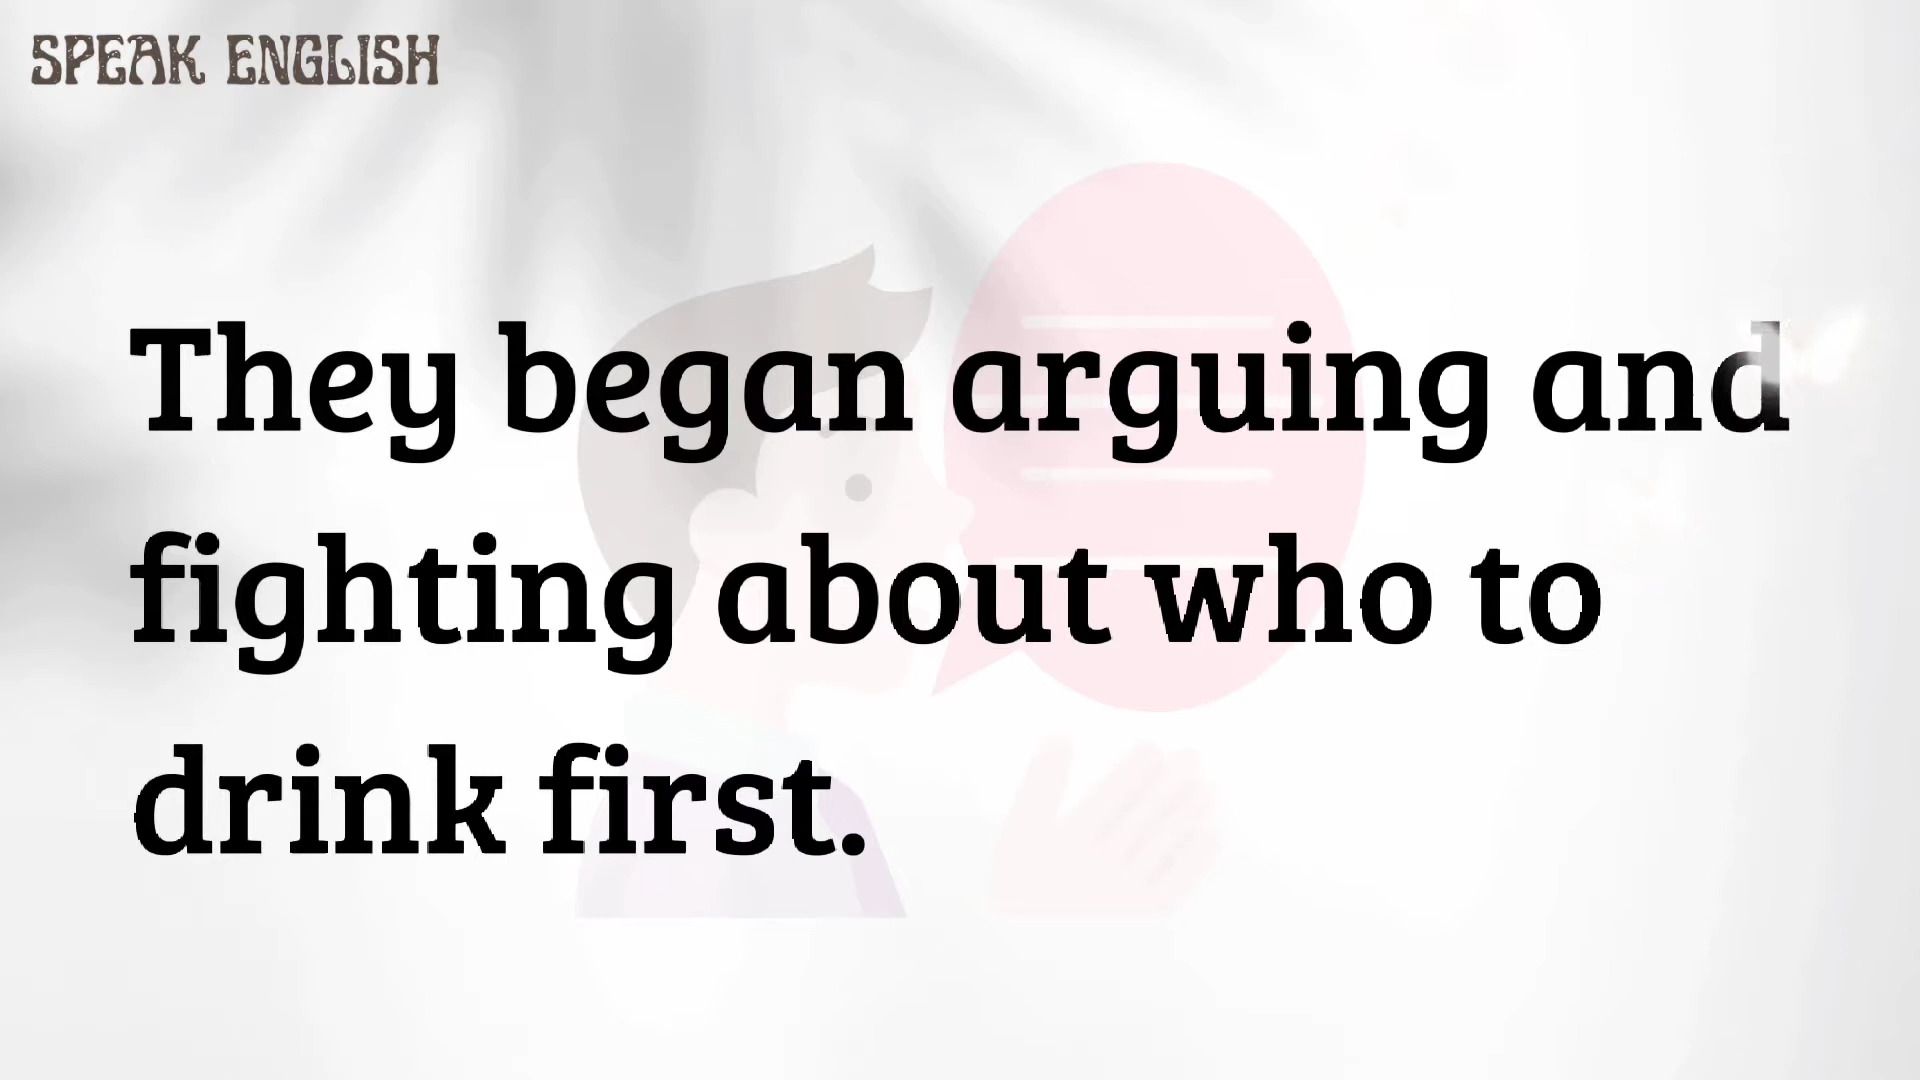 SPEAK ENGLISH
They began arguing and
fighting about who to
drink first.